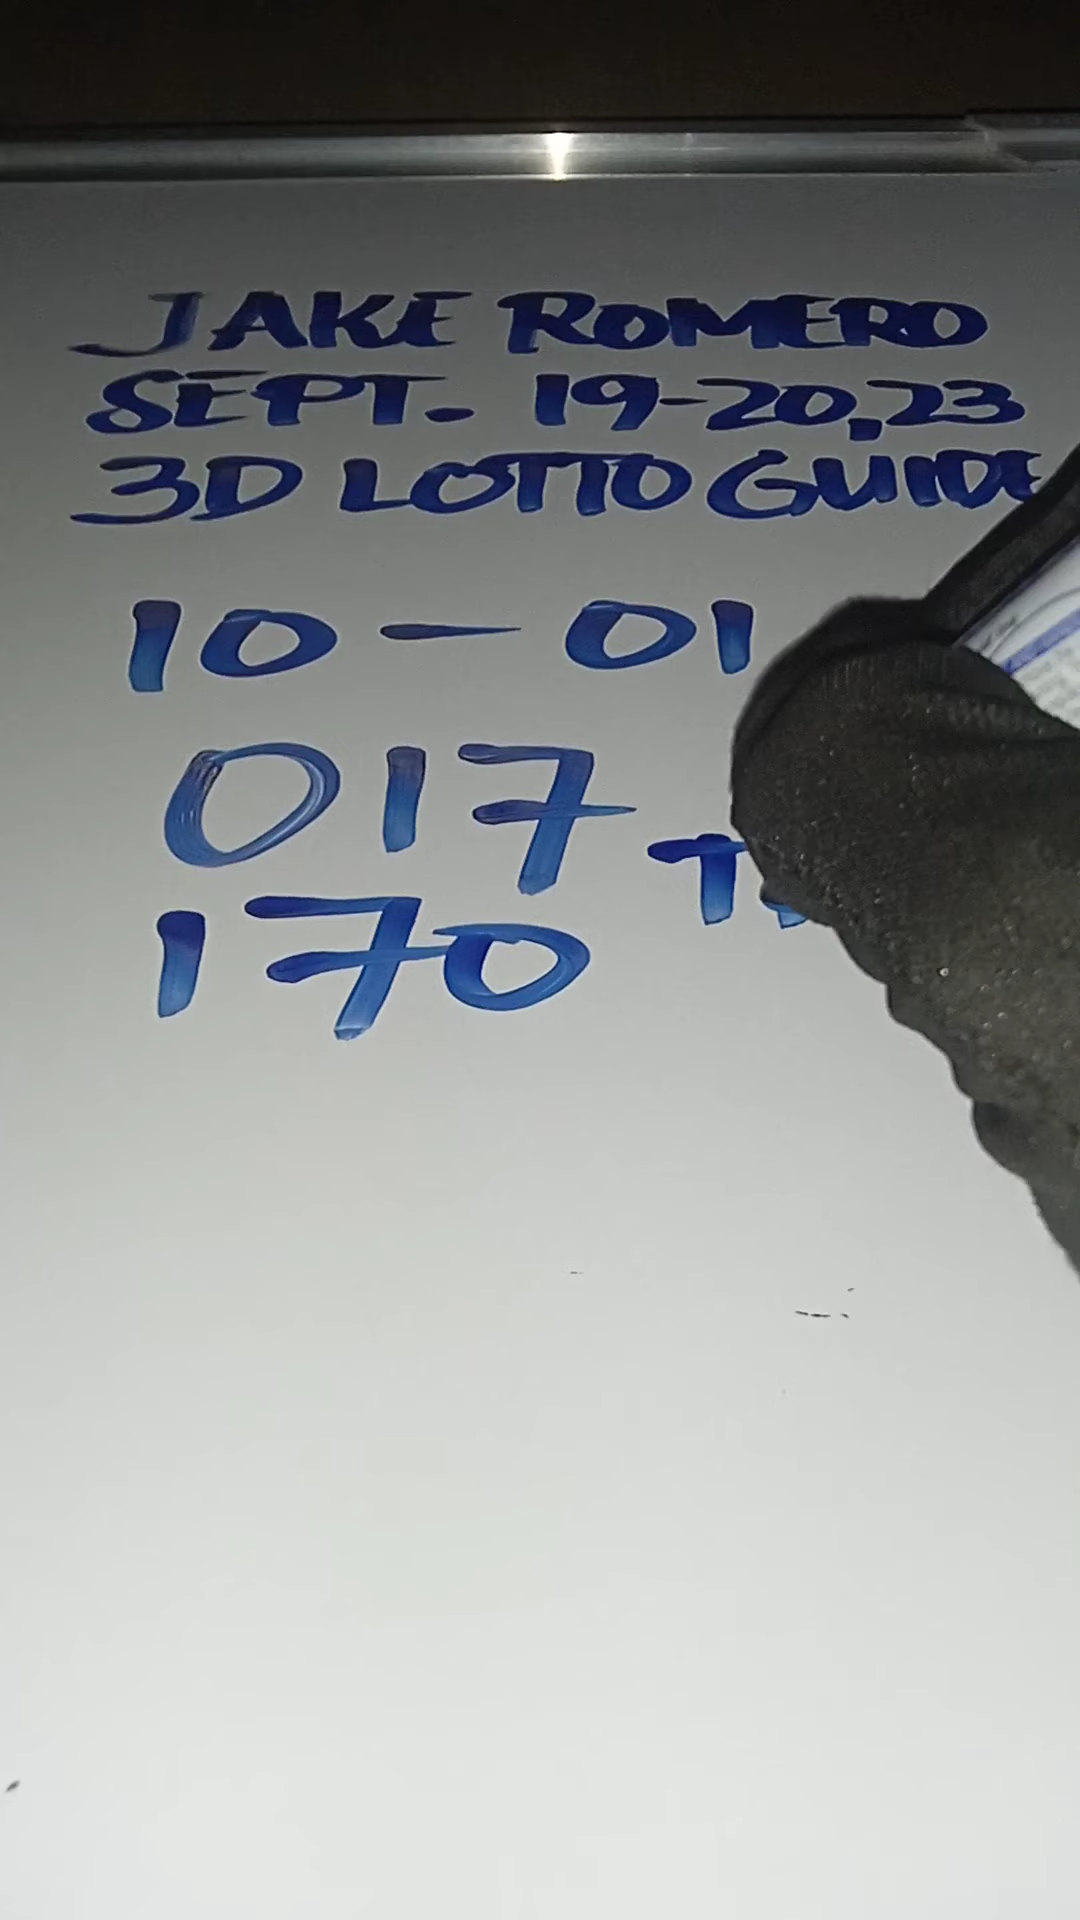 JAKE ROMERO
SEPT. 19-20,23
3D LOTTO GUIDE
10 - 01
017
170